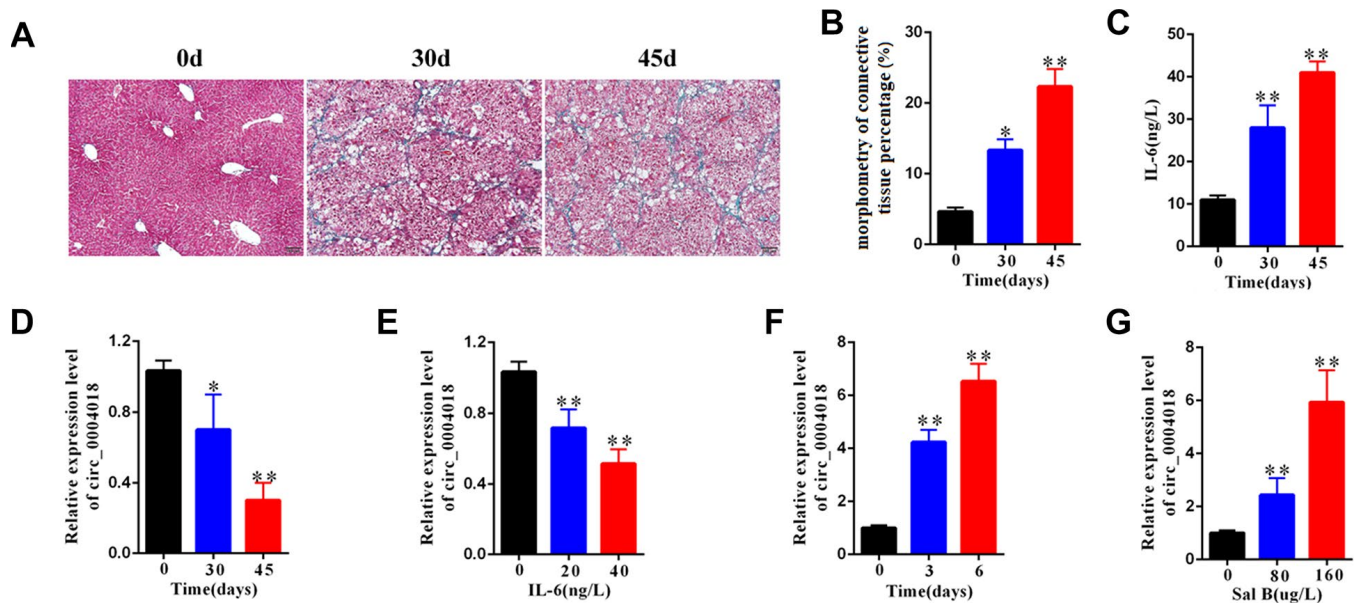 A
0d
30d
45d
B
morphometry of connective
tissue percentage (%)
30
20
10
0
*
**
0 30 45
Time(days)
C
IL-6(ng/L)
50
40
30
20
10
0
**
**
0 30 45
Time(days)
D
Relative expression level
of circ_0004018
1.2
0.8
0.4
0.0
*
**
0 30 45
Time(days)
E
Relative expression level
of circ_0004018
1.2
0.8
0.4
0.0
**
**
0 20 40
IL-6(ng/L)
F
Relative expression level
of circ_0004018
8
6
4
2
0
**
**
0 3 6
Time(days)
G
Relative expression level
of circ_0004018
8
6
4
2
0
**
**
0 80 160
Sal B(ug/L)